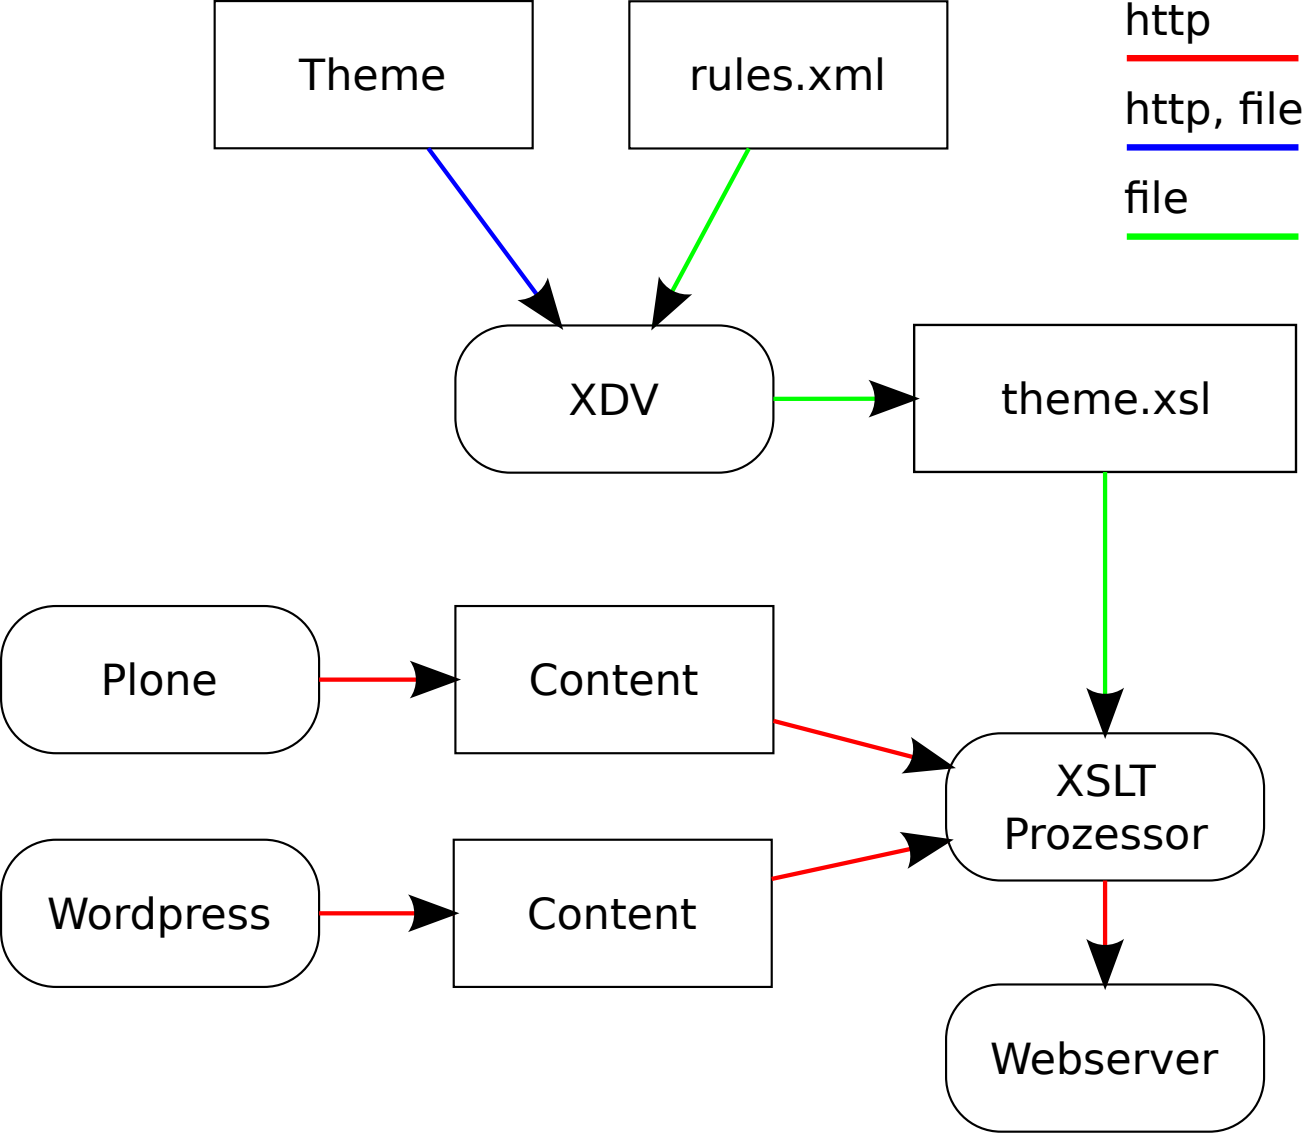 Theme
rules.xml
http
http, file
file
XDV
theme.xsl
Plone
Content
XSLT
Prozessor
Wordpress
Content
Webserver